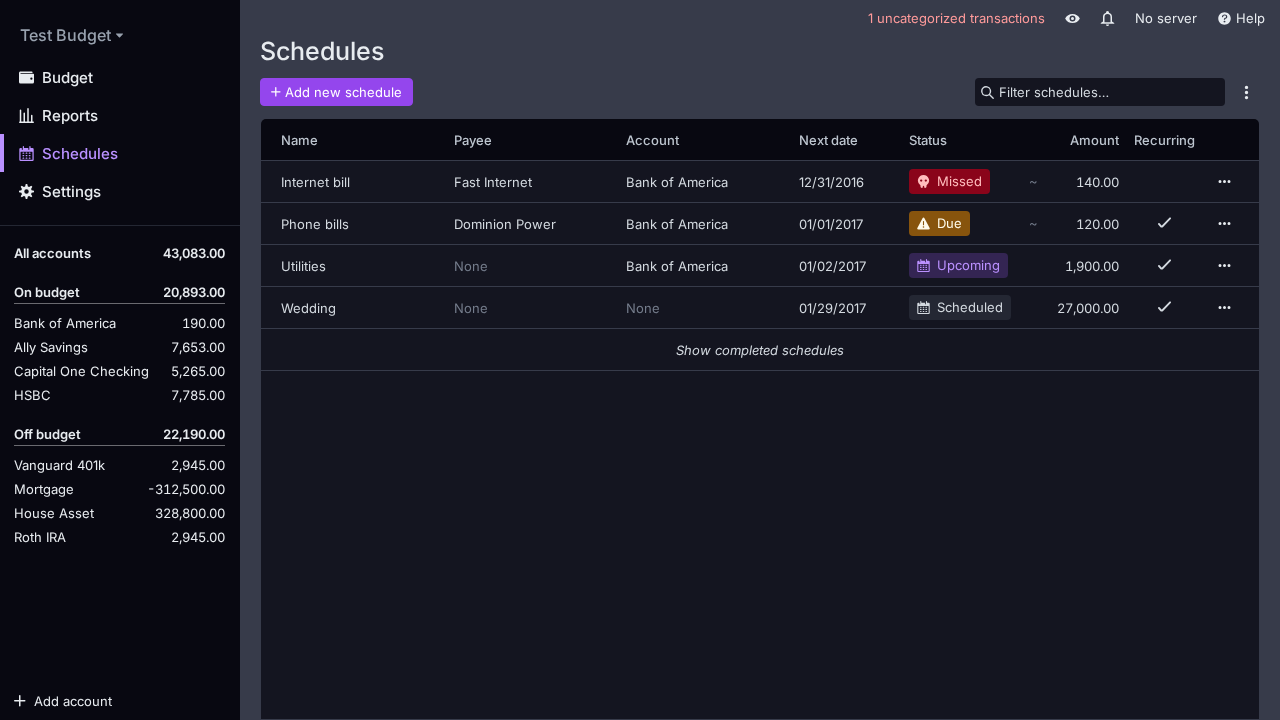 Test Budget
Budget
Reports
Schedules
Settings
All accounts 43,083.00
On budget 20,893.00
Bank of America 190.00
Ally Savings 7,653.00
Capital One Checking 5,265.00
HSBC 7,785.00
Off budget 22,190.00
Vanguard 401k 2,945.00
Mortgage -312,500.00
House Asset 328,800.00
Roth IRA 2,945.00
Add account
1 uncategorized transactions No server Help
Schedules
Add new schedule Filter schedules...
Name Payee Account Next date Status Amount Recurring
Internet bill Fast Internet Bank of America 12/31/2016 Missed ~ 140.00
Phone bills Dominion Power Bank of America 01/01/2017 Due ~ 120.00
Utilities None Bank of America 01/02/2017 Upcoming 1,900.00
Wedding None None 01/29/2017 Scheduled 27,000.00
Show completed schedules